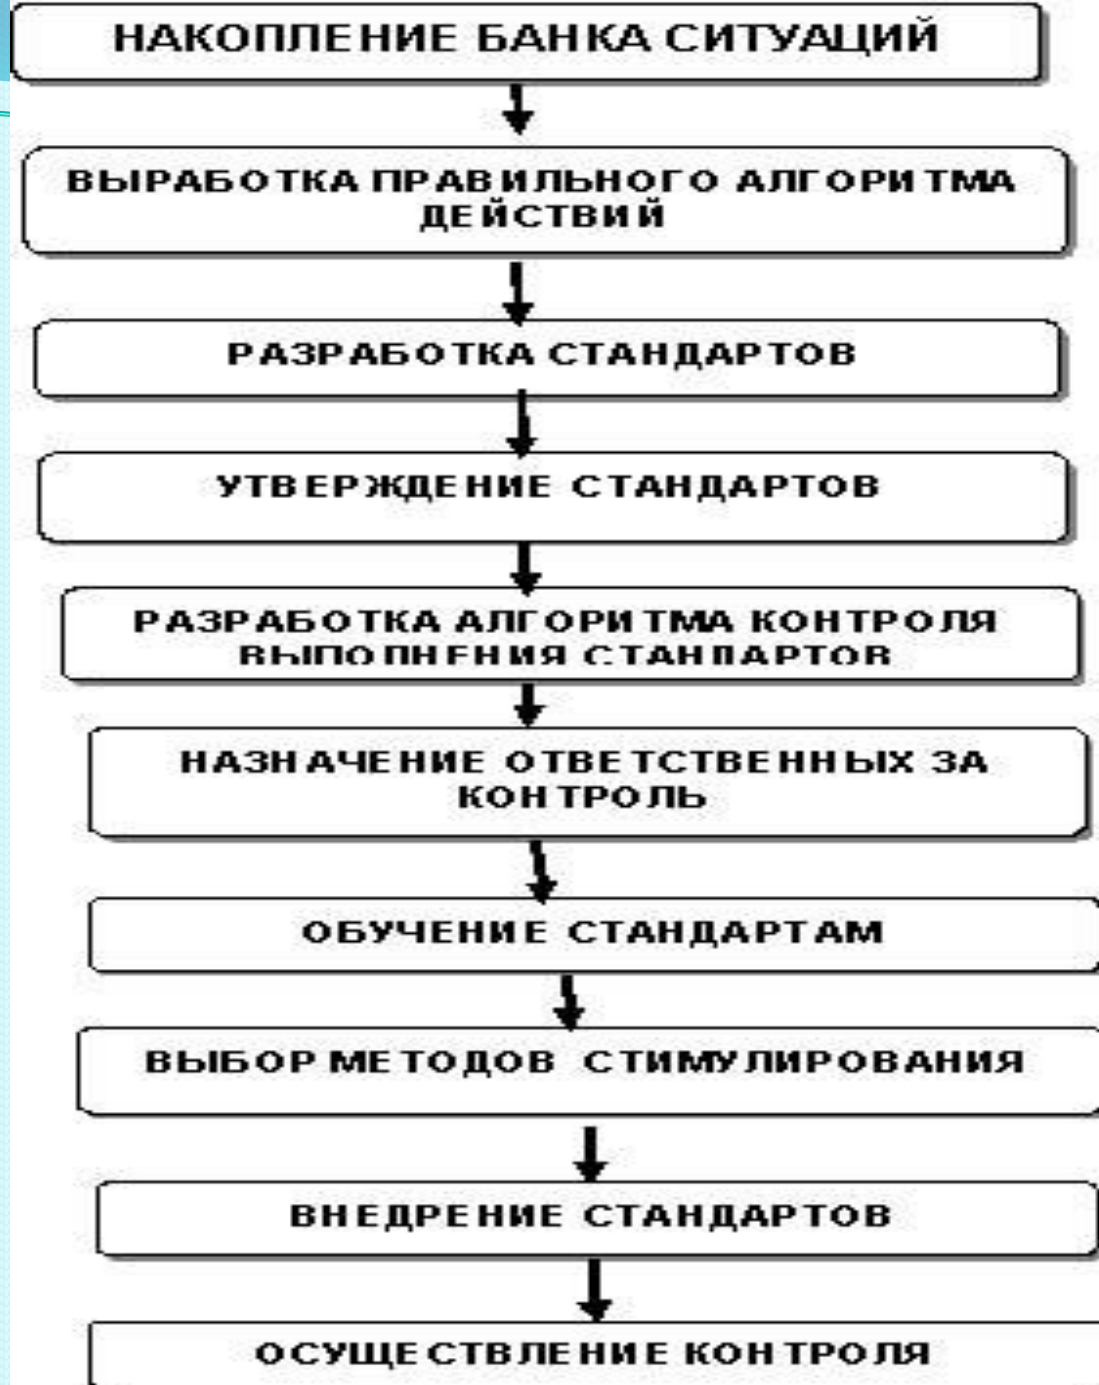 НАКОПЛЕНИЕ БАНКА СИТУАЦИЙ
ВЫРАБОТКА ПРАВИЛЬНОГО АЛГОРИТМА
ДЕЙСТВИЙ
РАЗРАБОТКА СТАНДАРТОВ
УТВЕРЖДЕНИЕ СТАНДАРТОВ
РАЗРАБОТКА АЛГОРИТМА КОНТРОЛЯ
ВЫПОЛНЕНИЯ СТАНДАРТОВ
НАЗНАЧЕНИЕ ОТВЕТСТВЕННЫХ ЗА
КОНТРОЛЬ
ОБУЧЕНИЕ СТАНДАРТАМ
ВЫБОР МЕТОДОВ СТИМУЛИРОВАНИЯ
ВНЕДРЕНИЕ СТАНДАРТОВ
ОСУЩЕСТВЛЕНИЕ КОНТРОЛЯ